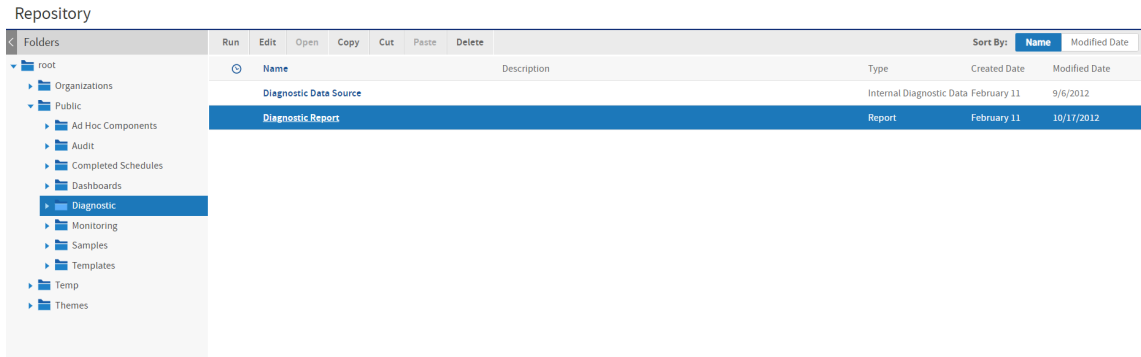 Repository
Folders
root
Organizations
Public
Ad Hoc Components
Audit
Completed Schedules
Dashboards
Diagnostic
Monitoring
Samples
Templates
Temp
Themes
Run Edit Open Copy Cut Paste Delete Sort By: Name Modified Date
Name Description Type Created Date Modified Date
Diagnostic Data Source Internal Diagnostic Data February 11 9/6/2012
Diagnostic Report Report February 11 10/17/2012